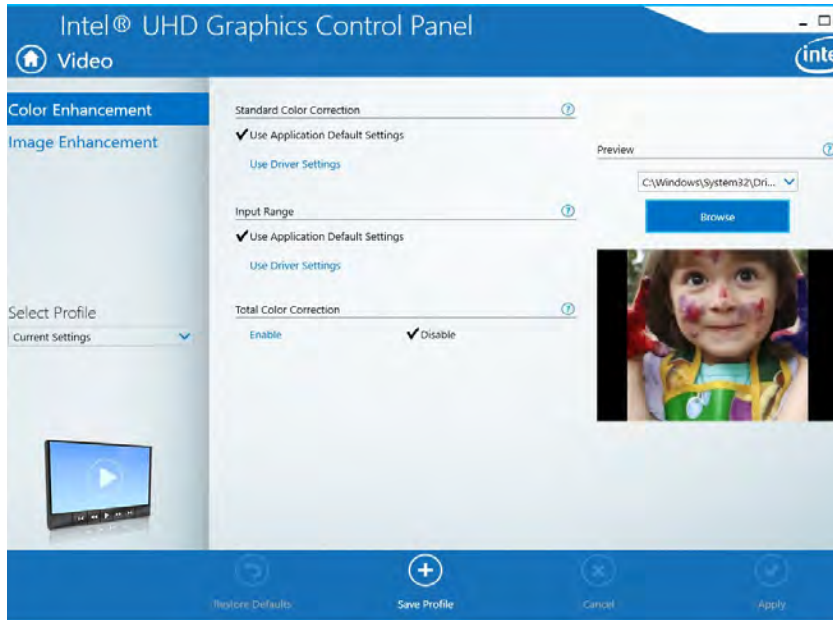 Intel® UHD Graphics Control Panel
Video
Color Enhancement
Image Enhancement
Select Profile
Current Settings
Standard Color Correction
Use Application Default Settings
Use Driver Settings
Input Range
Use Application Default Settings
Use Driver Settings
Total Color Correction
Enable Disable
Preview
C:\Windows\System32\Dri...
Browse
Restore Defaults
Save Profile
Cancel
Apply